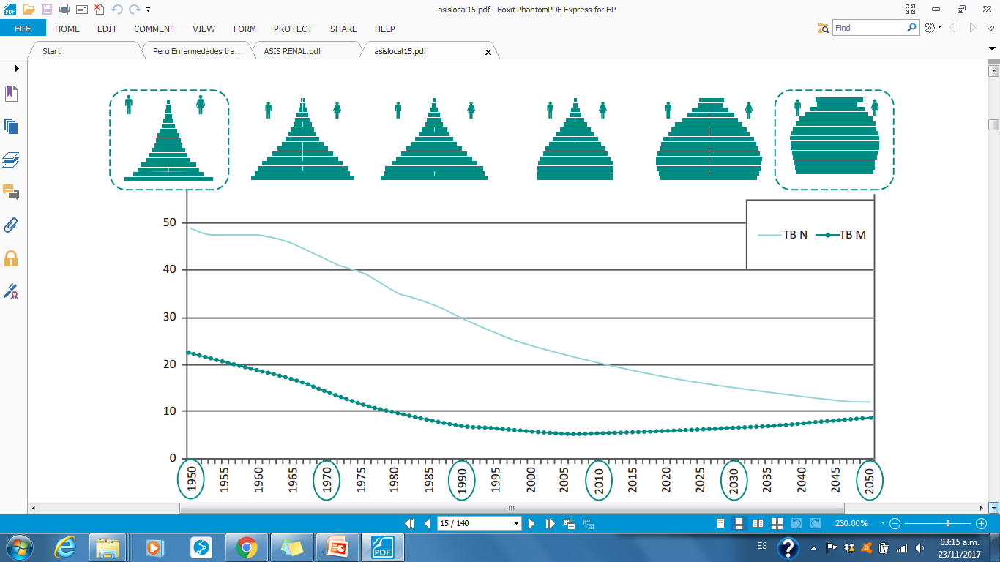 asislocal15.pdf - Foxit PhantomPDF Express for HP
FILE HOME EDIT COMMENT VIEW FORM PROTECT SHARE HELP
Find
Start
Peru Enfermedades tra...
ASIS RENAL.pdf
asislocal15.pdf
50
40
30
20
10
0
TB N
TB M
1950 1955 1960 1965 1970 1975 1980 1985 1990 1995 2000 2005 2010 2015 2020 2025 2030 2035 2040 2045 2050
15 / 140
230.00%
PDF
ES
03:15 a.m.
23/11/2017